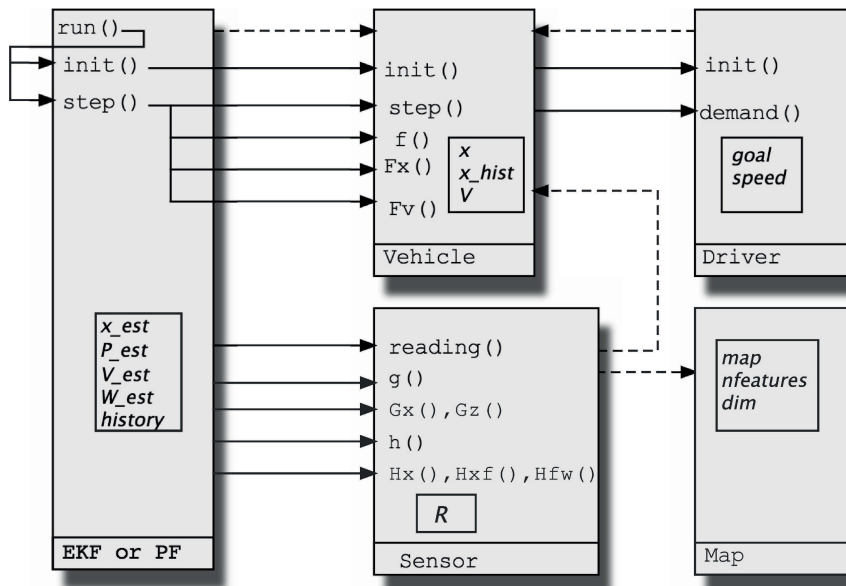 run()
init()
step()
x_est
P_est
V_est
W_est
history
EKF or PF
init()
step()
f()
Fx()
Fv()
x
x_hist
V
Vehicle
init()
demand()
goal
speed
Driver
reading()
g()
Gx(),Gz()
h()
Hx(),Hxf(),Hfw()
R
Sensor
map
nfeatures
dim
Map